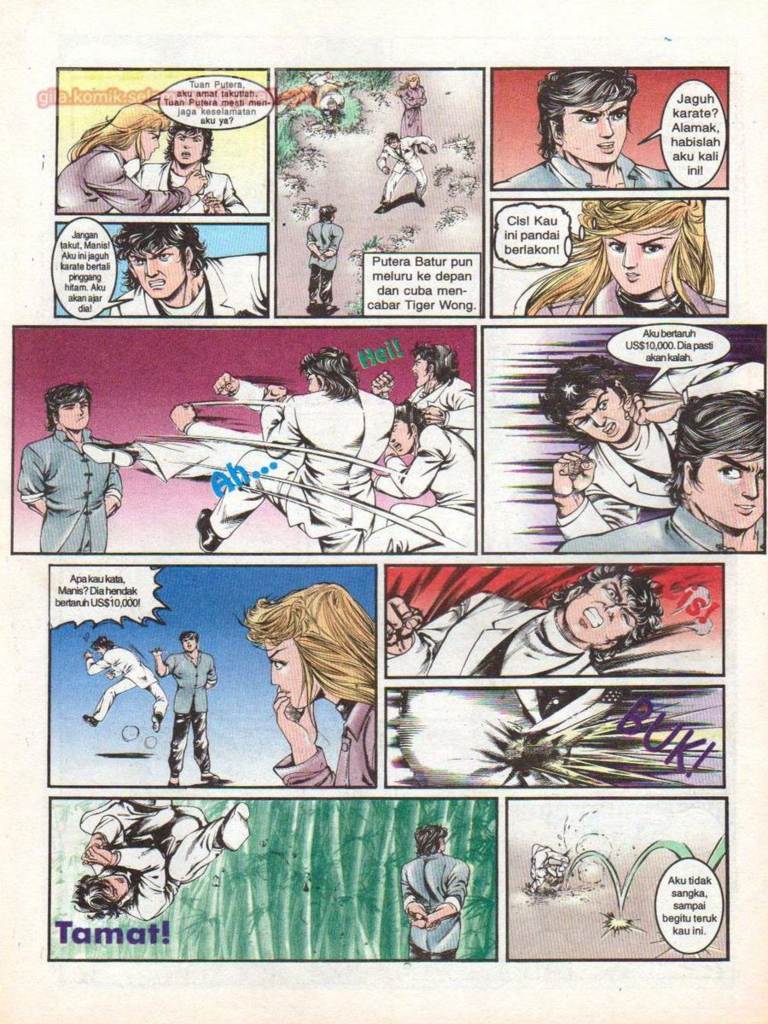 gila.komik.se
Tuan Putera,
aku amat takutlah.
Tuan Putera mesti men-
jaga keselamatan
aku ya?
Jangan
takut, Manis!
Aku ini jaguh
karate bertali
pinggang
hitam. Aku
akan ajar
dia!
Putera Batur pun
meluru ke depan
dan cuba men-
cabar Tiger Wong.
Jaguh
karate?
Alamak,
habislah
aku kali
ini!
Cis! Kau
ini pandai
berlakon!
Hei!
Ah...
Aku bertaruh
US$10,000. Dia pasti
akan kalah.
Apa kau kata,
Manis? Dia hendak
bertaruh US$10,000!
BUK!
Tamat!
Aku tidak
sangka,
sampai
begitu teruk
kau ini.